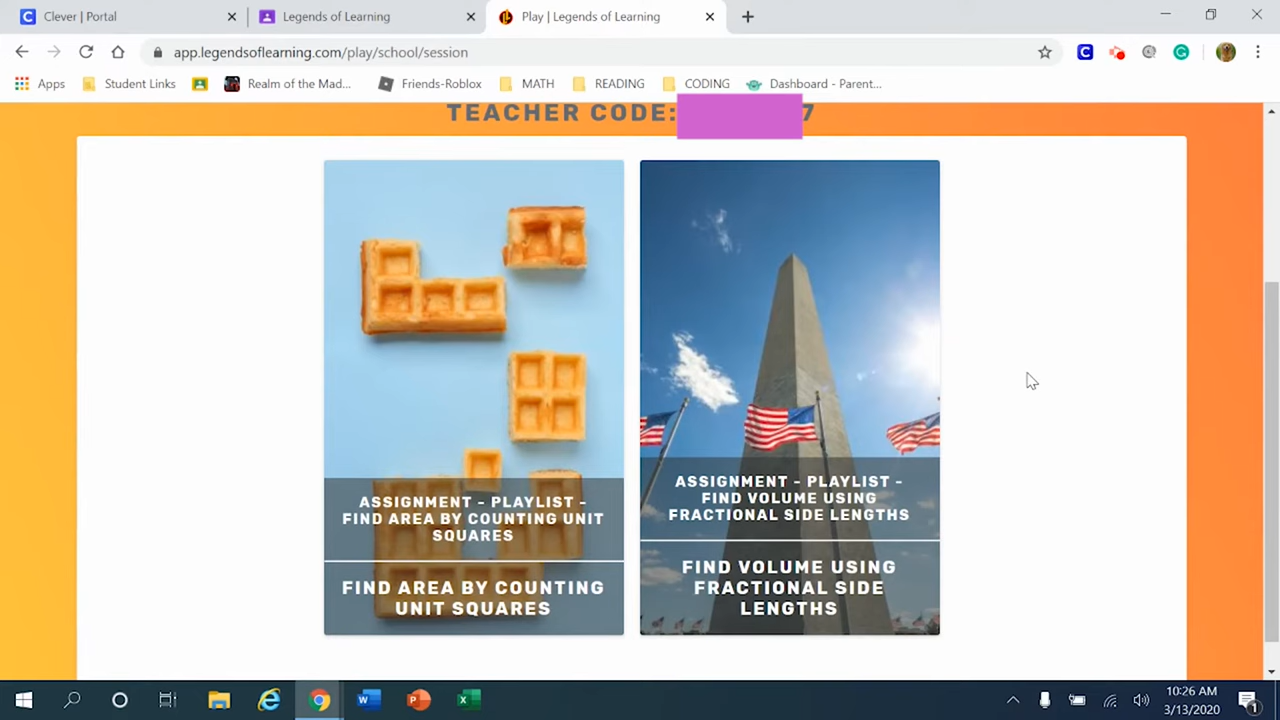 Clever | Portal
Legends of Learning
Play | Legends of Learning
app.legendsoflearning.com/play/school/session
Apps
Student Links
Realm of the Mad...
Friends-Roblox
MATH
READING
CODING
Dashboard - Parent...
TEACHER CODE: 7
ASSIGNMENT - PLAYLIST -
FIND AREA BY COUNTING UNIT
SQUARES
FIND AREA BY COUNTING
UNIT SQUARES
ASSIGNMENT - PLAYLIST -
FIND VOLUME USING
FRACTIONAL SIDE LENGTHS
FIND VOLUME USING
FRACTIONAL SIDE
LENGTHS
10:26 AM
3/13/2020